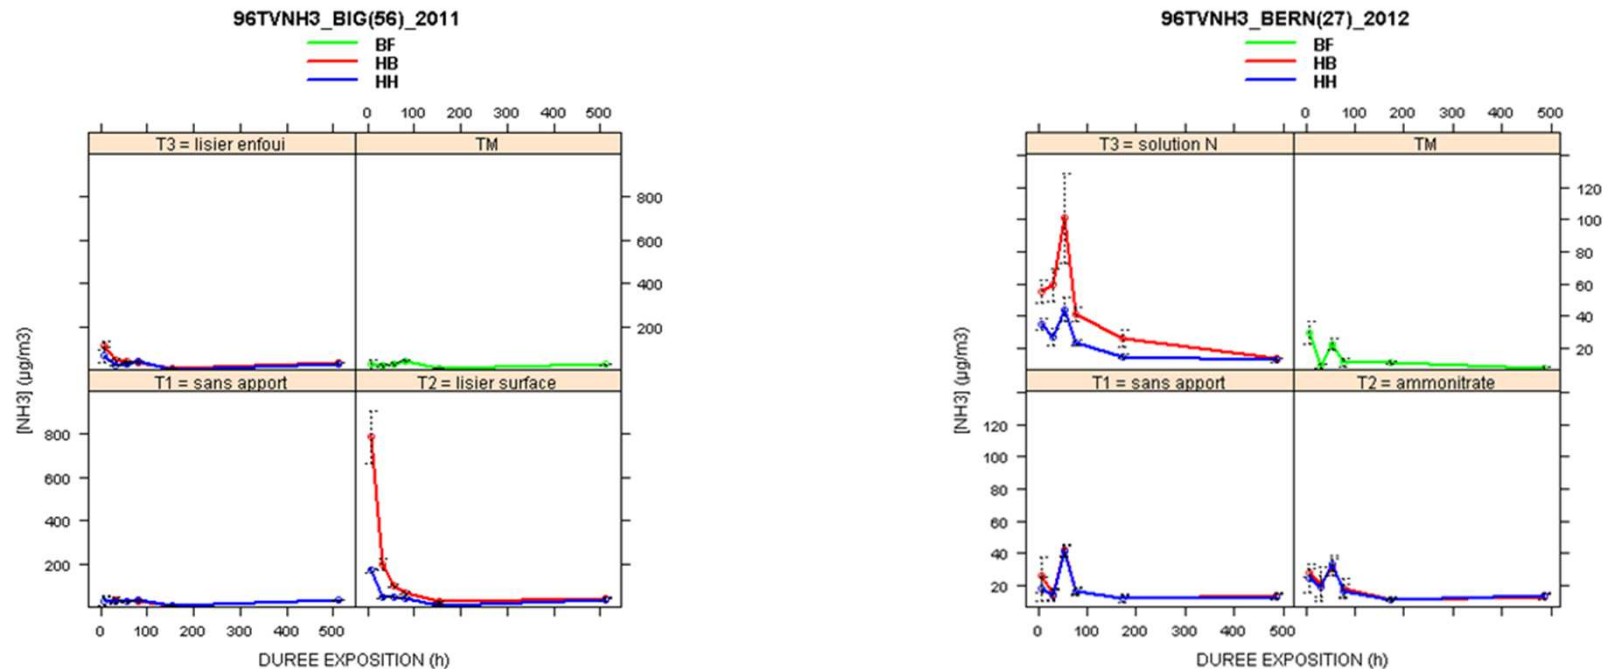 96TVNH3_BIG(56)_2011
BF
HB
HH
0 100 200 300 400 500
T3 = lisier enfoui
TM
800
600
400
200
T1 = sans apport
T2 = lisier surface
800
600
400
200
[NH3] (µg/m3)
0 100 200 300 400 500
DUREE EXPOSITION (h)
96TVNH3_BERN(27)_2012
BF
HB
HH
0 100 200 300 400 500
T3 = solution N
TM
120
100
80
60
40
20
T1 = sans apport
T2 = ammonitrate
120
100
80
60
40
20
[NH3] (µg/m3)
0 100 200 300 400 500
DUREE EXPOSITION (h)